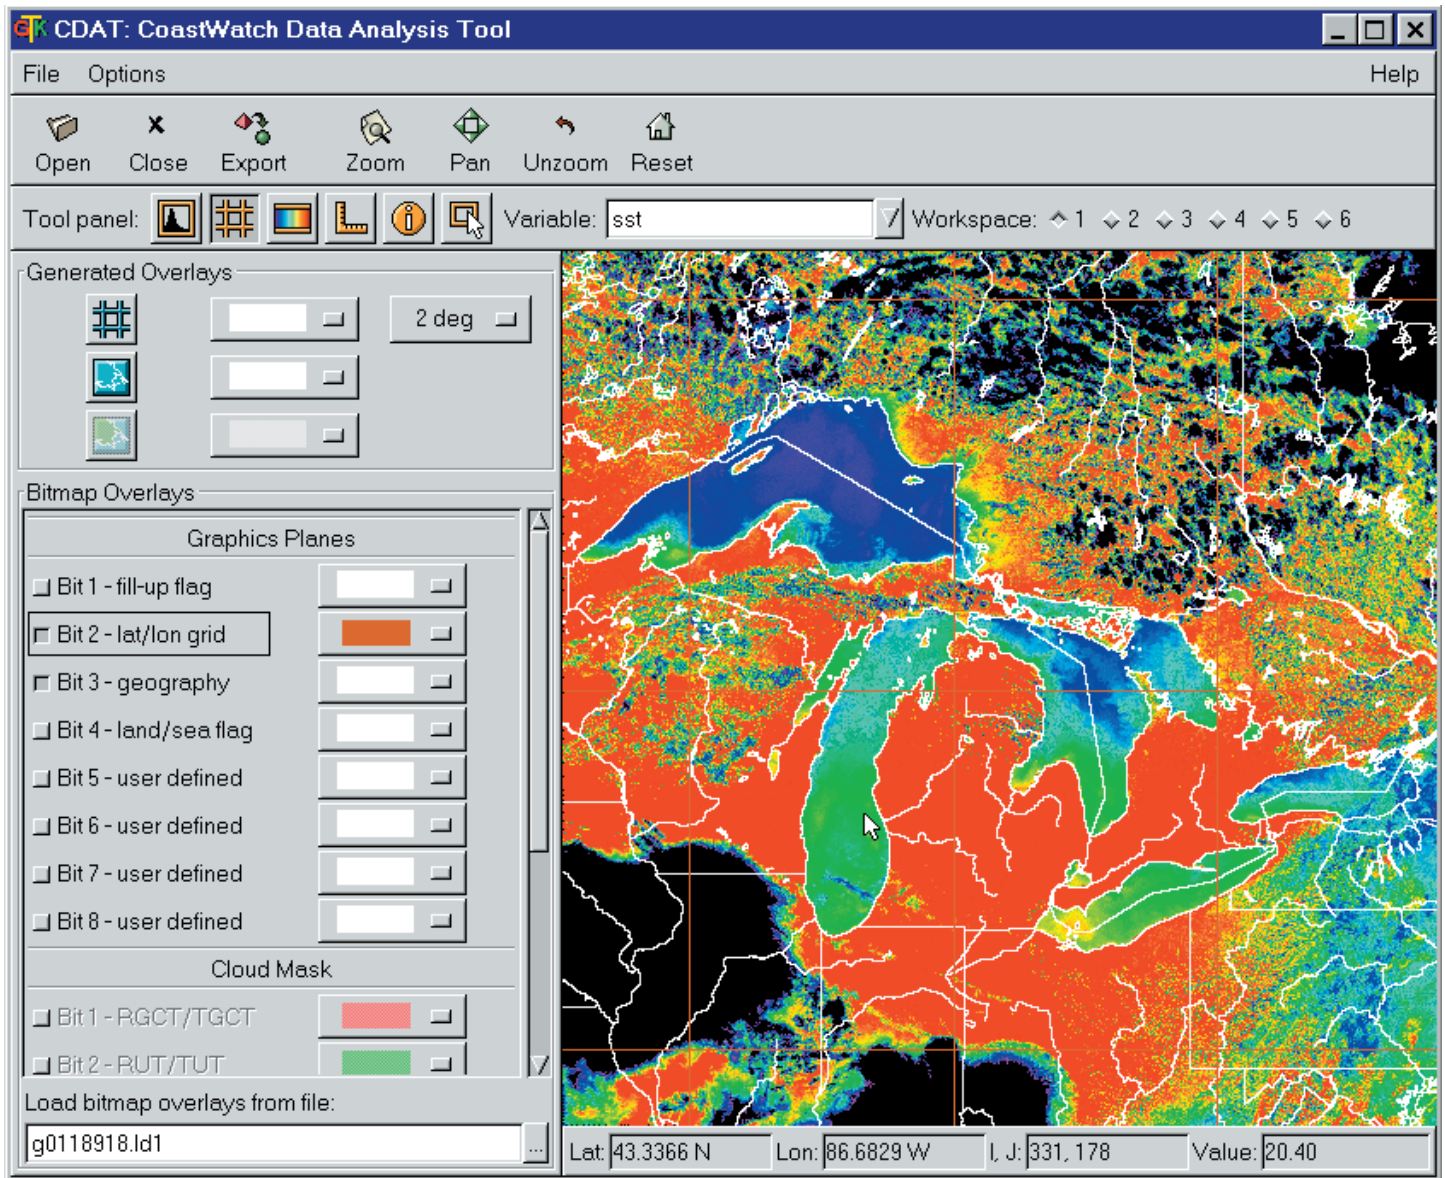 GTK CDAT: CoastWatch Data Analysis Tool
File Options Help
Open Close Export Zoom Pan Unzoom Reset
Tool panel: Variable: sst Workspace: 1 2 3 4 5 6
Generated Overlays
2 deg
Bitmap Overlays
Graphics Planes
Bit 1 - fill-up flag
Bit 2 - lat/lon grid
Bit 3 - geography
Bit 4 - land/sea flag
Bit 5 - user defined
Bit 6 - user defined
Bit 7 - user defined
Bit 8 - user defined
Cloud Mask
Bit 1 - RGCT/TGCT
Bit 2 - RUT/TUT
Load bitmap overlays from file:
g0118918.ld1 ...
Lat: 43.3366 N Lon: 86.6829 W I, J: 331, 178 Value: 20.40